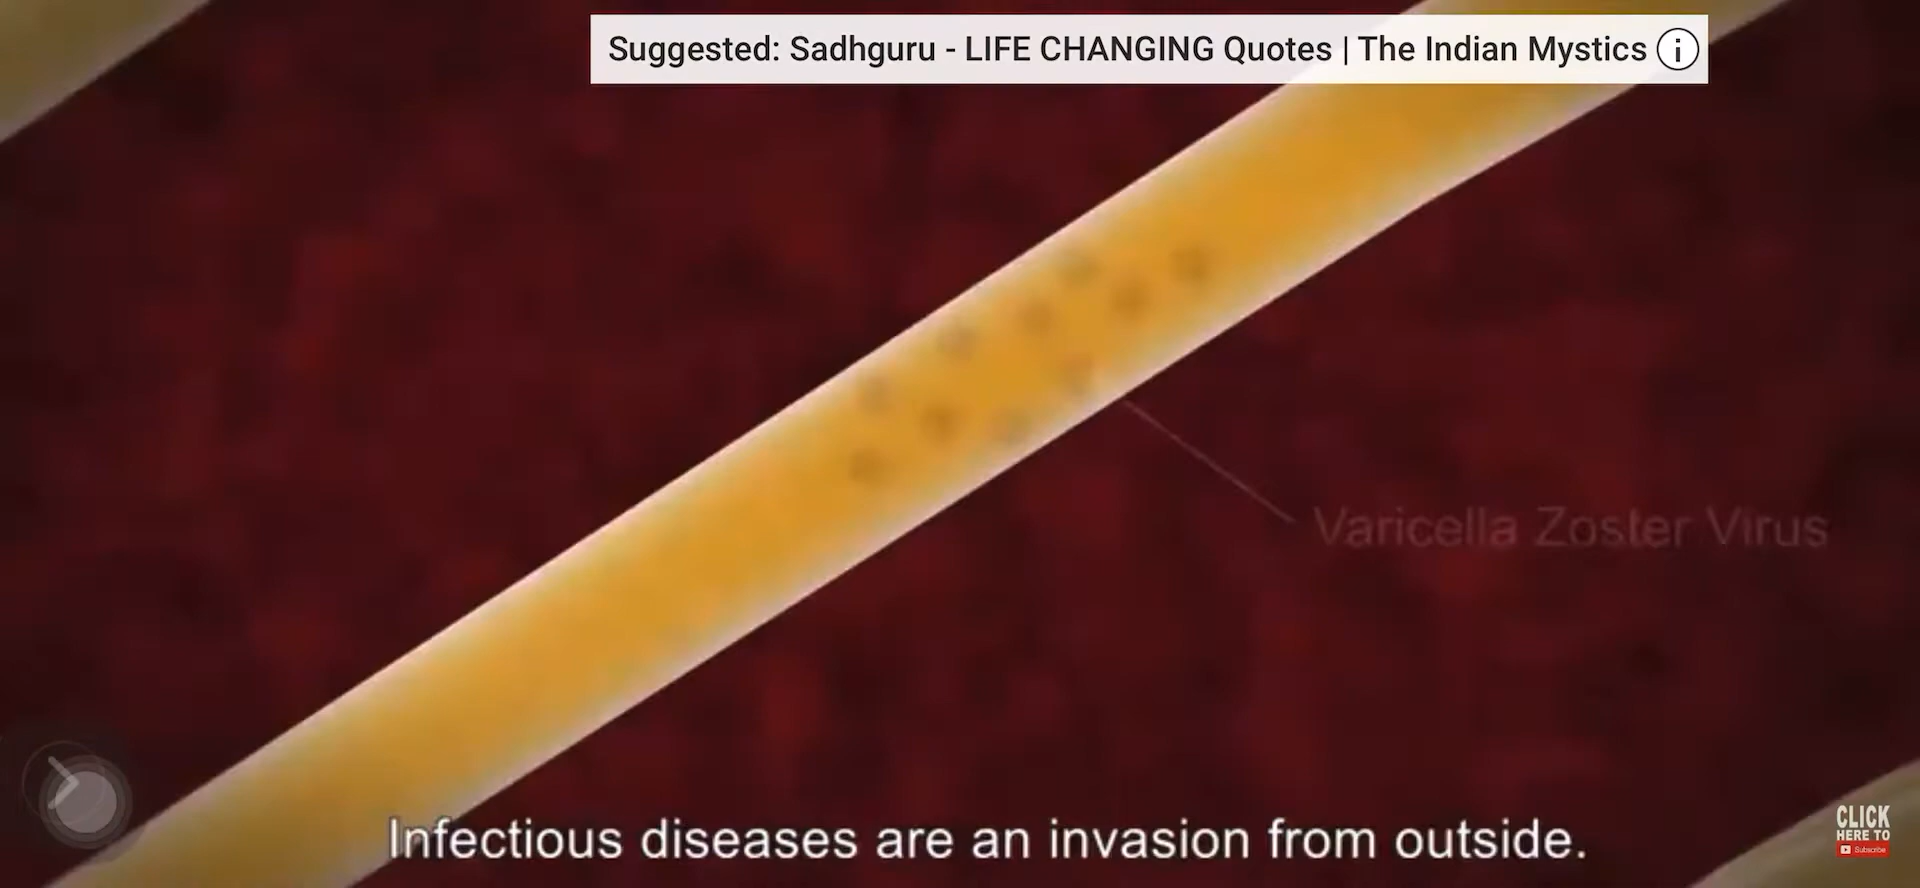 Suggested: Sadhguru - LIFE CHANGING Quotes | The Indian Mystics
Varicella Zoster Virus
Infectious diseases are an invasion from outside.
CLICK
HERE TO
Subscribe